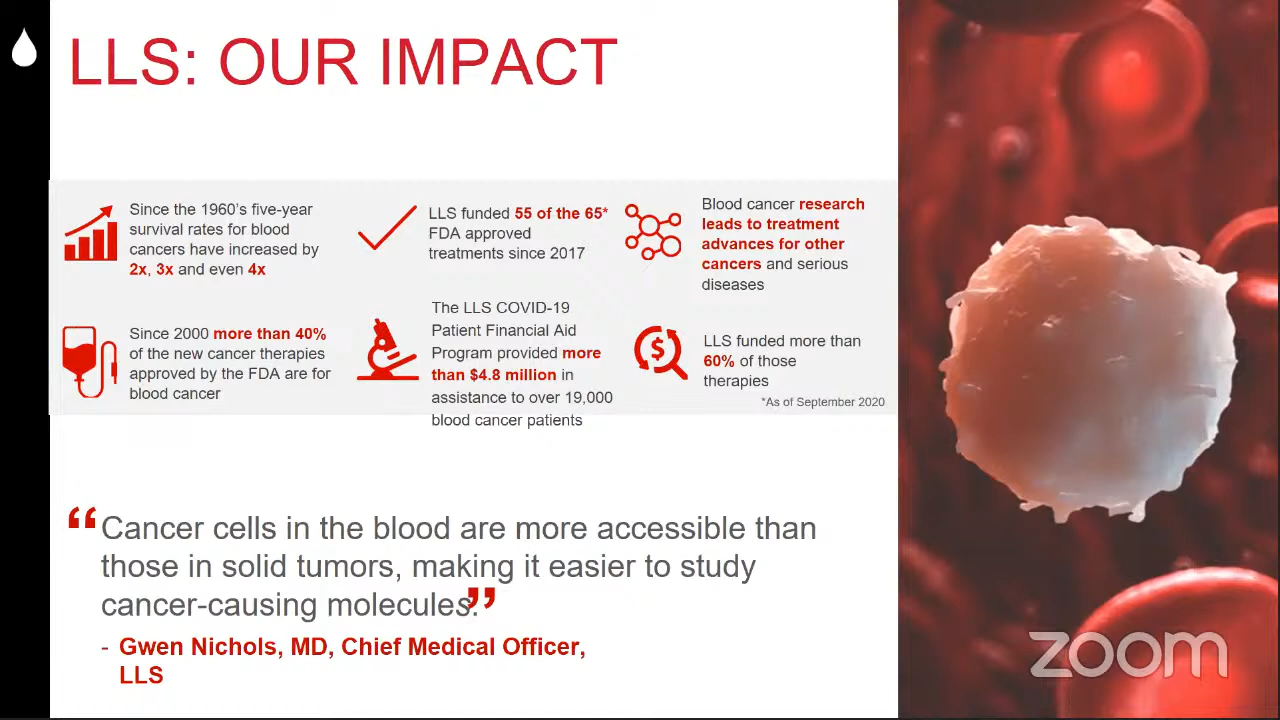 LLS: OUR IMPACT
Since the 1960's five-year
survival rates for blood
cancers have increased by
2x, 3x and even 4x
LLS funded 55 of the 65*
FDA approved
treatments since 2017
Blood cancer research
leads to treatment
advances for other
cancers and serious
diseases
Since 2000 more than 40%
of the new cancer therapies
approved by the FDA are for
blood cancer
The LLS COVID-19
Patient Financial Aid
Program provided more
than $4.8 million in
assistance to over 19,000
blood cancer patients
LLS funded more than
60% of those
therapies
*As of September 2020
“Cancer cells in the blood are more accessible than
those in solid tumors, making it easier to study
cancer-causing molecules.”
- Gwen Nichols, MD, Chief Medical Officer,
LLS
zoom